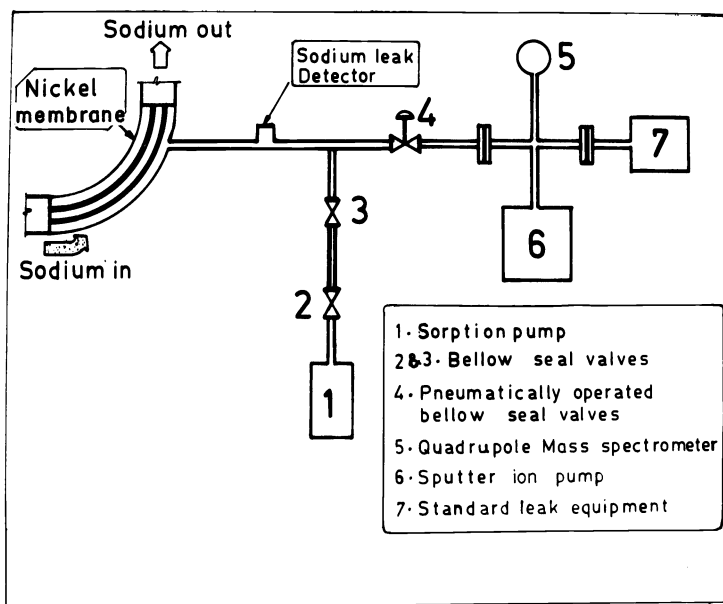 Sodium out
Nickel
membrane
Sodium leak
Detector
4
5
7
3
6
Sodium in
2
1
1. Sorption pump
2&3. Bellow seal valves
4. Pneumatically operated
bellow seal valves
5. Quadrupole Mass spectrometer
6. Sputter ion pump
7. Standard leak equipment